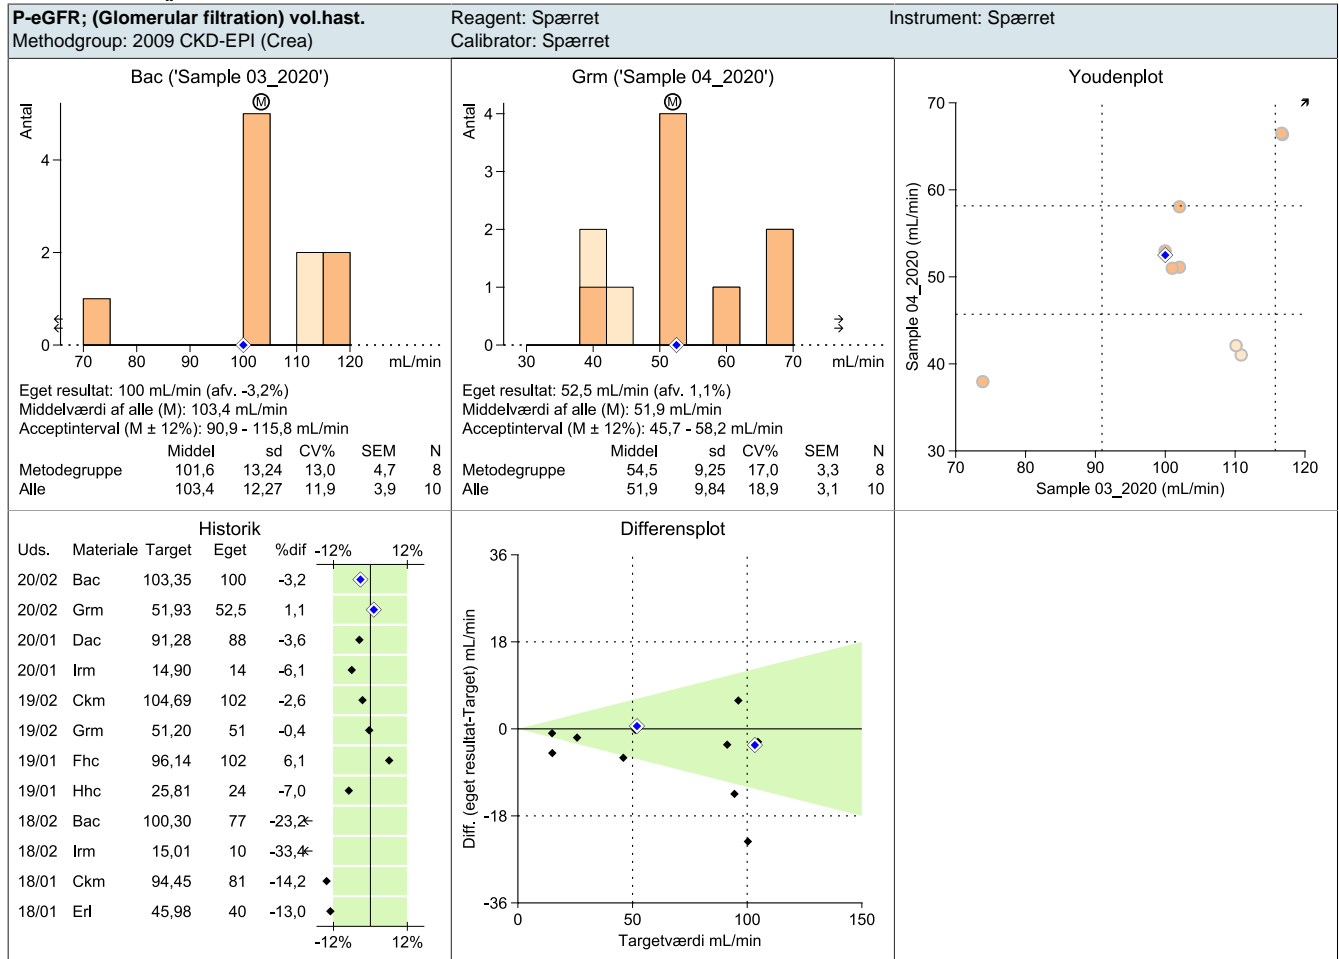 P-eGFR; (Glomerular filtration) vol.hast.
Methodgroup: 2009 CKD-EPI (Crea)
Reagent: Spærret
Calibrator: Spærret
Instrument: Spærret
Bac ('Sample 03_2020')
M
Antal
4
2
0
70 80 90 100 110 120 mL/min
Eget resultat: 100 mL/min (afv. -3,2%)
Middelværdi af alle (M): 103,4 mL/min
Acceptinterval (M ± 12%): 90,9 - 115,8 mL/min
Middel sd CV% SEM N
Metodegruppe 101,6 13,24 13,0 4,7 8
Alle 103,4 12,27 11,9 3,9 10
Grm ('Sample 04_2020')
M
Antal
4
3
2
1
0
30 40 50 60 70 mL/min
Eget resultat: 52,5 mL/min (afv. 1,1%)
Middelværdi af alle (M): 51,9 mL/min
Acceptinterval (M ± 12%): 45,7 - 58,2 mL/min
Middel sd CV% SEM N
Metodegruppe 54,5 9,25 17,0 3,3 8
Alle 51,9 9,84 18,9 3,1 10
Youdenplot
Sample 04_2020 (mL/min)
70
60
50
40
30
70 80 90 100 110 120
Sample 03_2020 (mL/min)
Historik
Uds. Materiale Target Eget %dif -12% 12%
20/02 Bac 103,35 100 -3,2
20/02 Grm 51,93 52,5 1,1
20/01 Dac 91,28 88 -3,6
20/01 Irm 14,90 14 -6,1
19/02 Ckm 104,69 102 -2,6
19/02 Grm 51,20 51 -0,4
19/01 Fhc 96,14 102 6,1
19/01 Hhc 25,81 24 -7,0
18/02 Bac 100,30 77 -23,2
18/02 Irm 15,01 10 -33,4
18/01 Ckm 94,45 81 -14,2
18/01 Erl 45,98 40 -13,0
-12% 12%
Differensplot
Diff. (eget resultat-Target) mL/min
36
18
0
-18
-36
0 50 100 150
Targetværdi mL/min